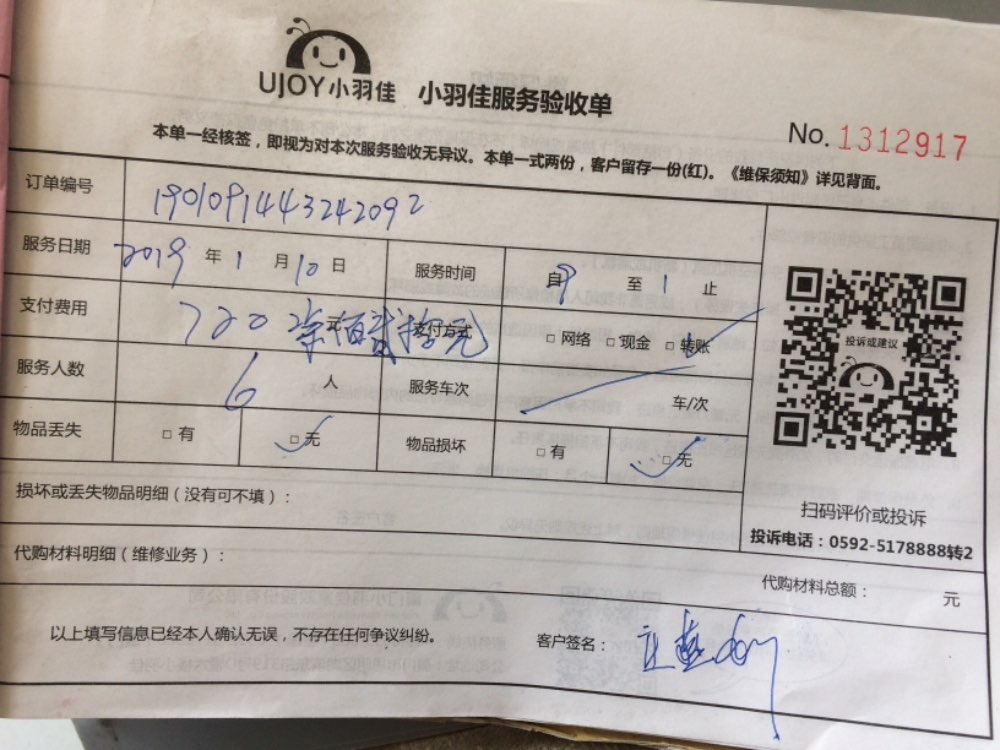 UJOY小羽佳 小羽佳服务验收单
No. 1312917
本单一经核签，即视为对本次服务验收无异议。本单一式两份，客户留存一份(红)。《维保须知》详见背面。
订单编号 1901091443242092
服务日期 2019 年 1 月 10 日 服务时间 自 9 至 1 止
支付费用 720 元 柒佰贰拾元 支付方式 □ 网络 □ 现金 □ 转账
服务人数 6 人 服务车次 车/次
物品丢失 □ 有 □ 无 物品损坏 □ 有 □ 无
投诉或建议
扫码评价或投诉
投诉电话：0592-5178888转2
损坏或丢失物品明细（没有可不填）：
代购材料明细（维修业务）：
代购材料总额： 元
以上填写信息已经本人确认无误，不存在任何争议纠纷。
客户签名：